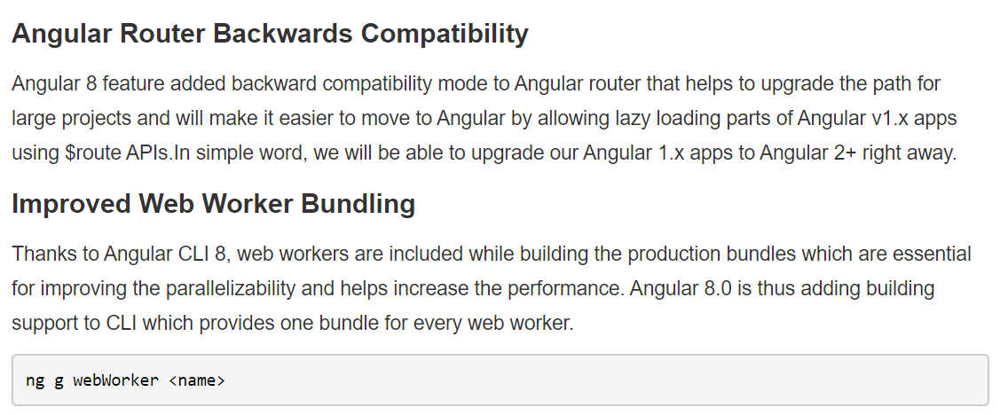 Angular Router Backwards Compatibility
Angular 8 feature added backward compatibility mode to Angular router that helps to upgrade the path for
large projects and will make it easier to move to Angular by allowing lazy loading parts of Angular v1.x apps
using $route APIs.In simple word, we will be able to upgrade our Angular 1.x apps to Angular 2+ right away.
Improved Web Worker Bundling
Thanks to Angular CLI 8, web workers are included while building the production bundles which are essential
for improving the parallelizability and helps increase the performance. Angular 8.0 is thus adding building
support to CLI which provides one bundle for every web worker.
ng g webWorker <name>